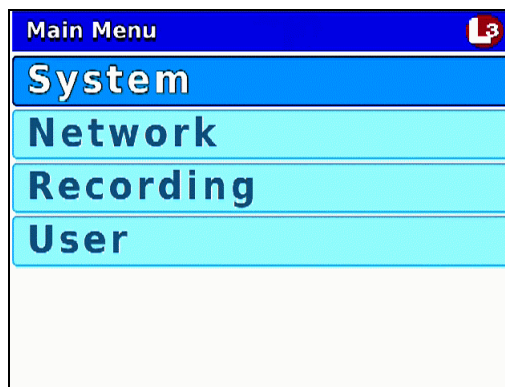 Main Menu
L3
System
Network
Recording
User